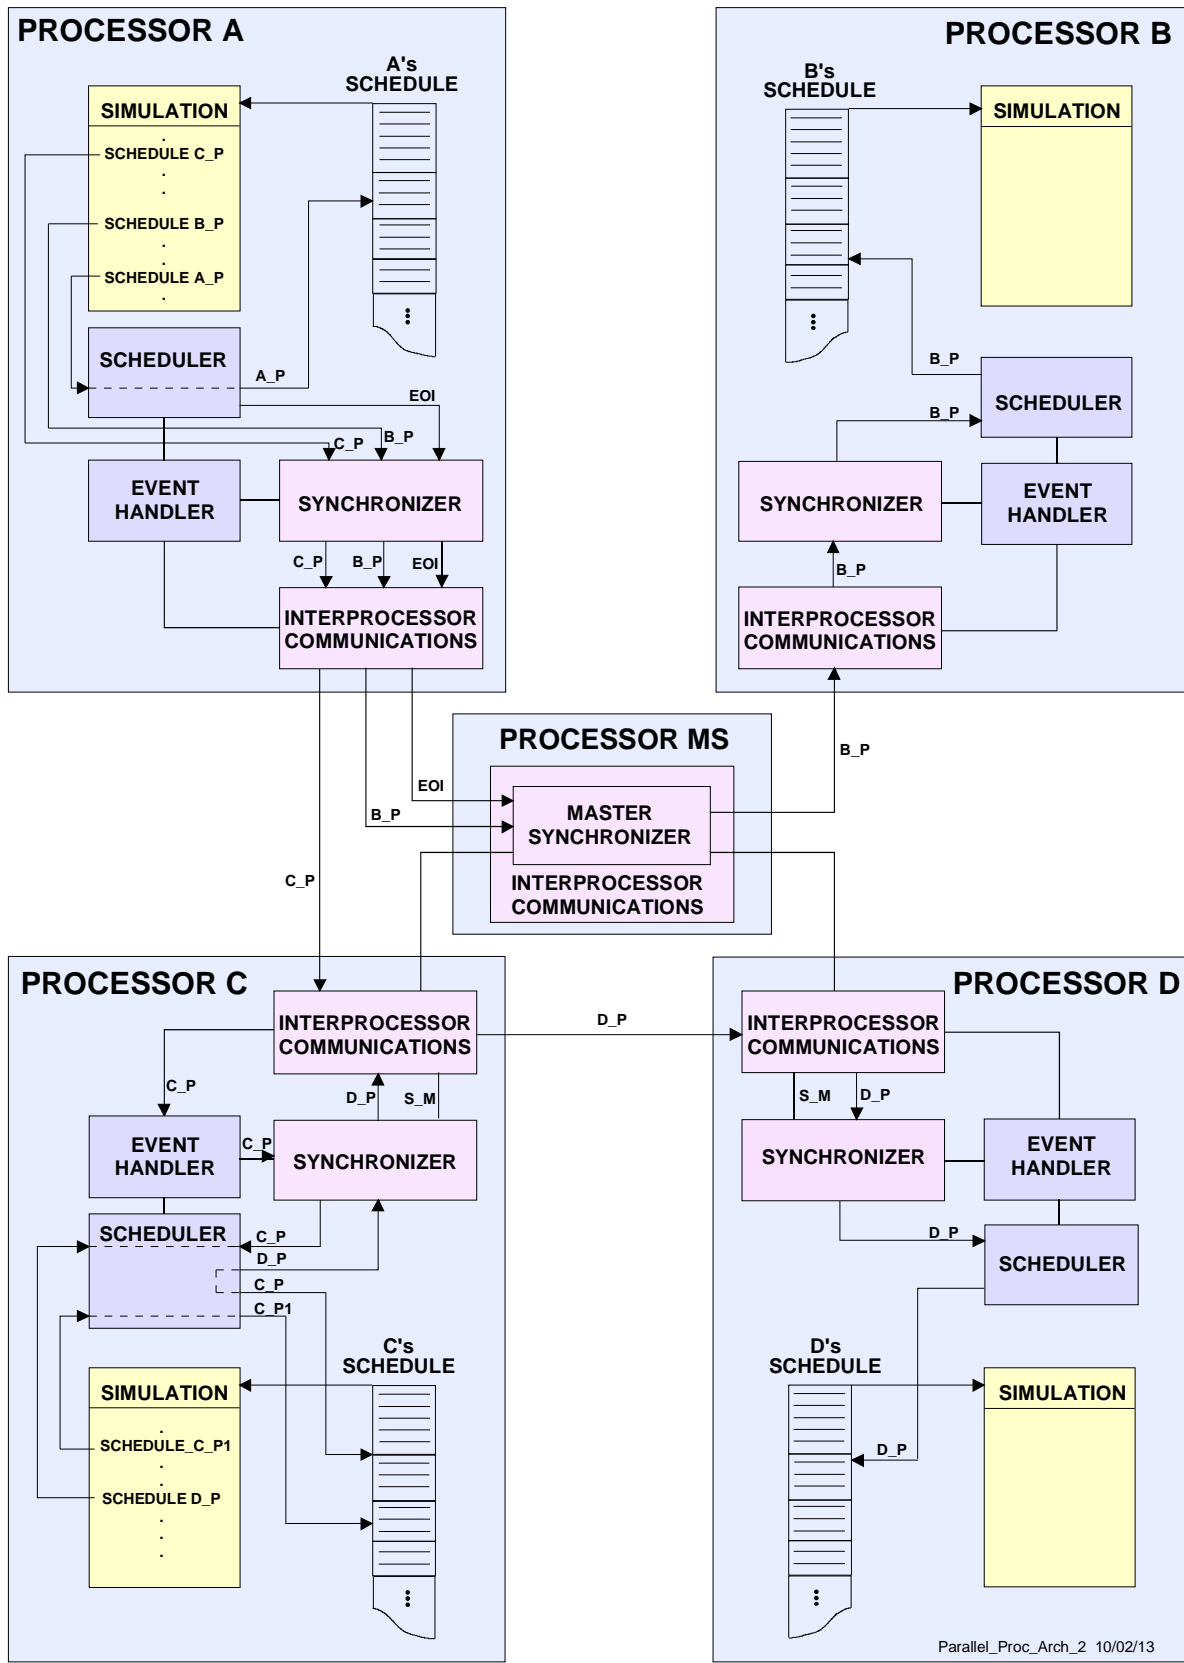 PROCESSOR A
A's
SCHEDULE
SIMULATION
.
SCHEDULE C_P
.
.
SCHEDULE B_P
.
.
SCHEDULE A_P
.
SCHEDULER
A_P
EOI
C_P
B_P
EVENT
HANDLER
SYNCHRONIZER
C_P
B_P
EOI
INTERPROCESSOR
COMMUNICATIONS
PROCESSOR B
B's
SCHEDULE
SIMULATION
B_P
SCHEDULER
B_P
SYNCHRONIZER
EVENT
HANDLER
B_P
INTERPROCESSOR
COMMUNICATIONS
PROCESSOR MS
B_P
EOI
B_P
MASTER
SYNCHRONIZER
INTERPROCESSOR
COMMUNICATIONS
C_P
PROCESSOR C
INTERPROCESSOR
COMMUNICATIONS
D_P
C_P
D_P
S_M
EVENT
HANDLER
C_P
SYNCHRONIZER
SCHEDULER
C_P
D_P
C_P
C_P1
C's
SCHEDULE
SIMULATION
.
SCHEDULE_C_P1
.
.
SCHEDULE D_P
.
.
.
PROCESSOR D
INTERPROCESSOR
COMMUNICATIONS
S_M
D_P
SYNCHRONIZER
EVENT
HANDLER
D_P
SCHEDULER
D's
SCHEDULE
SIMULATION
D_P
Parallel_Proc_Arch_2 10/02/13